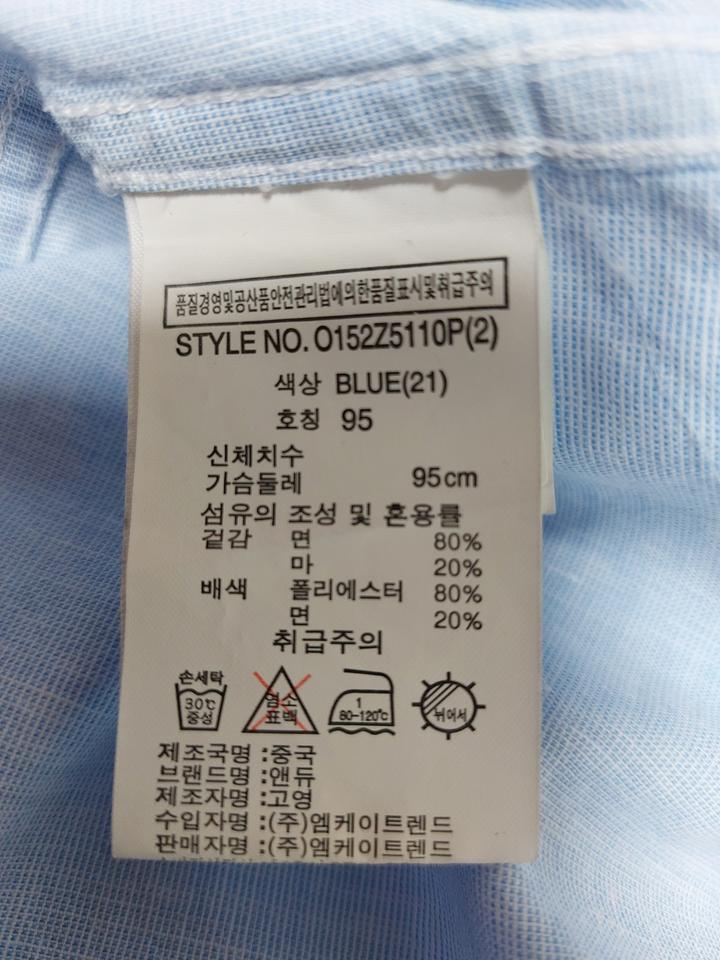 품질경영및공산품안전관리법에의한품질표시및취급주의
STYLE NO. O152Z5110P(2)
색상 BLUE(21)
호칭 95
신체치수
가슴둘레 95cm
섬유의 조성 및 혼용률
겉감 면 80%
마 20%
배색 폴리에스터 80%
면 20%
취급주의
손세탁
30℃
중성
염소
표백
1
80-120℃
뉘어서
제조국명 :중국
브랜드명 :앤듀
제조자명 :고영
수입자명 :(주)엠케이트렌드
판매자명 :(주)엠케이트렌드